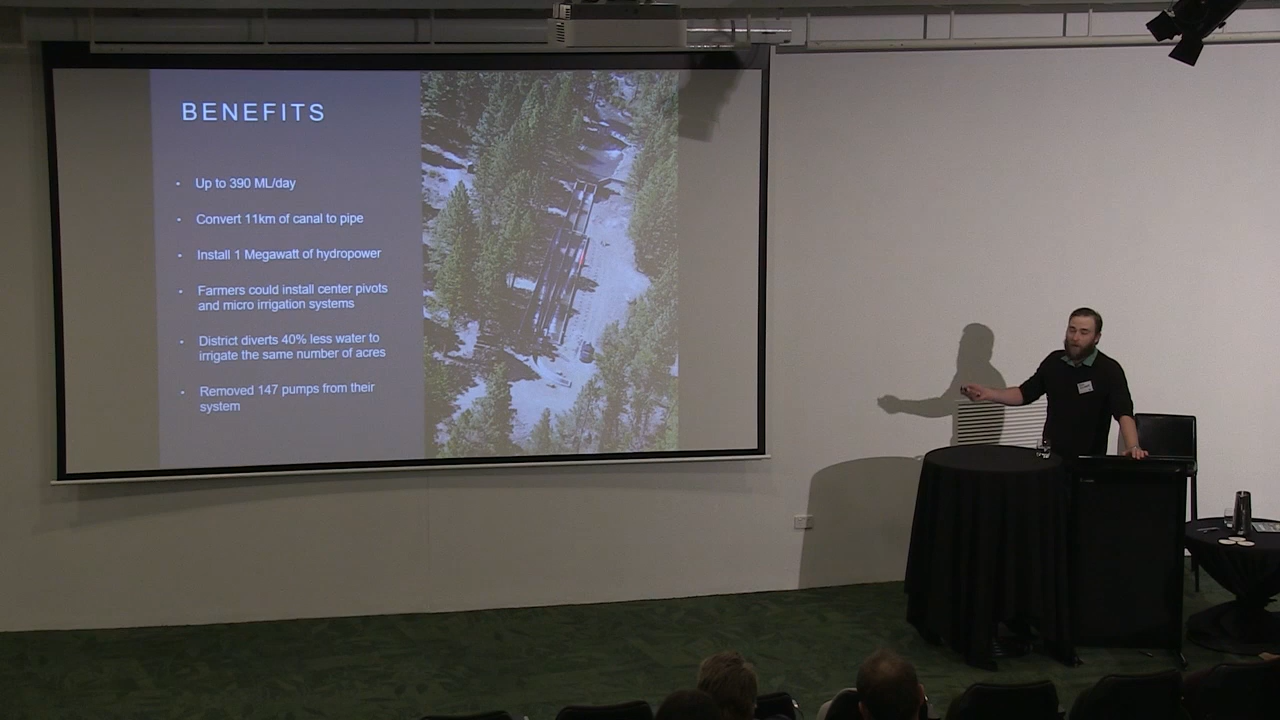 BENEFITS
• Up to 390 ML/day
• Convert 11km of canal to pipe
• Install 1 Megawatt of hydropower
• Farmers could install center pivots
and micro irrigation systems
• District diverts 40% less water to
irrigate the same number of acres
• Removed 147 pumps from their
system